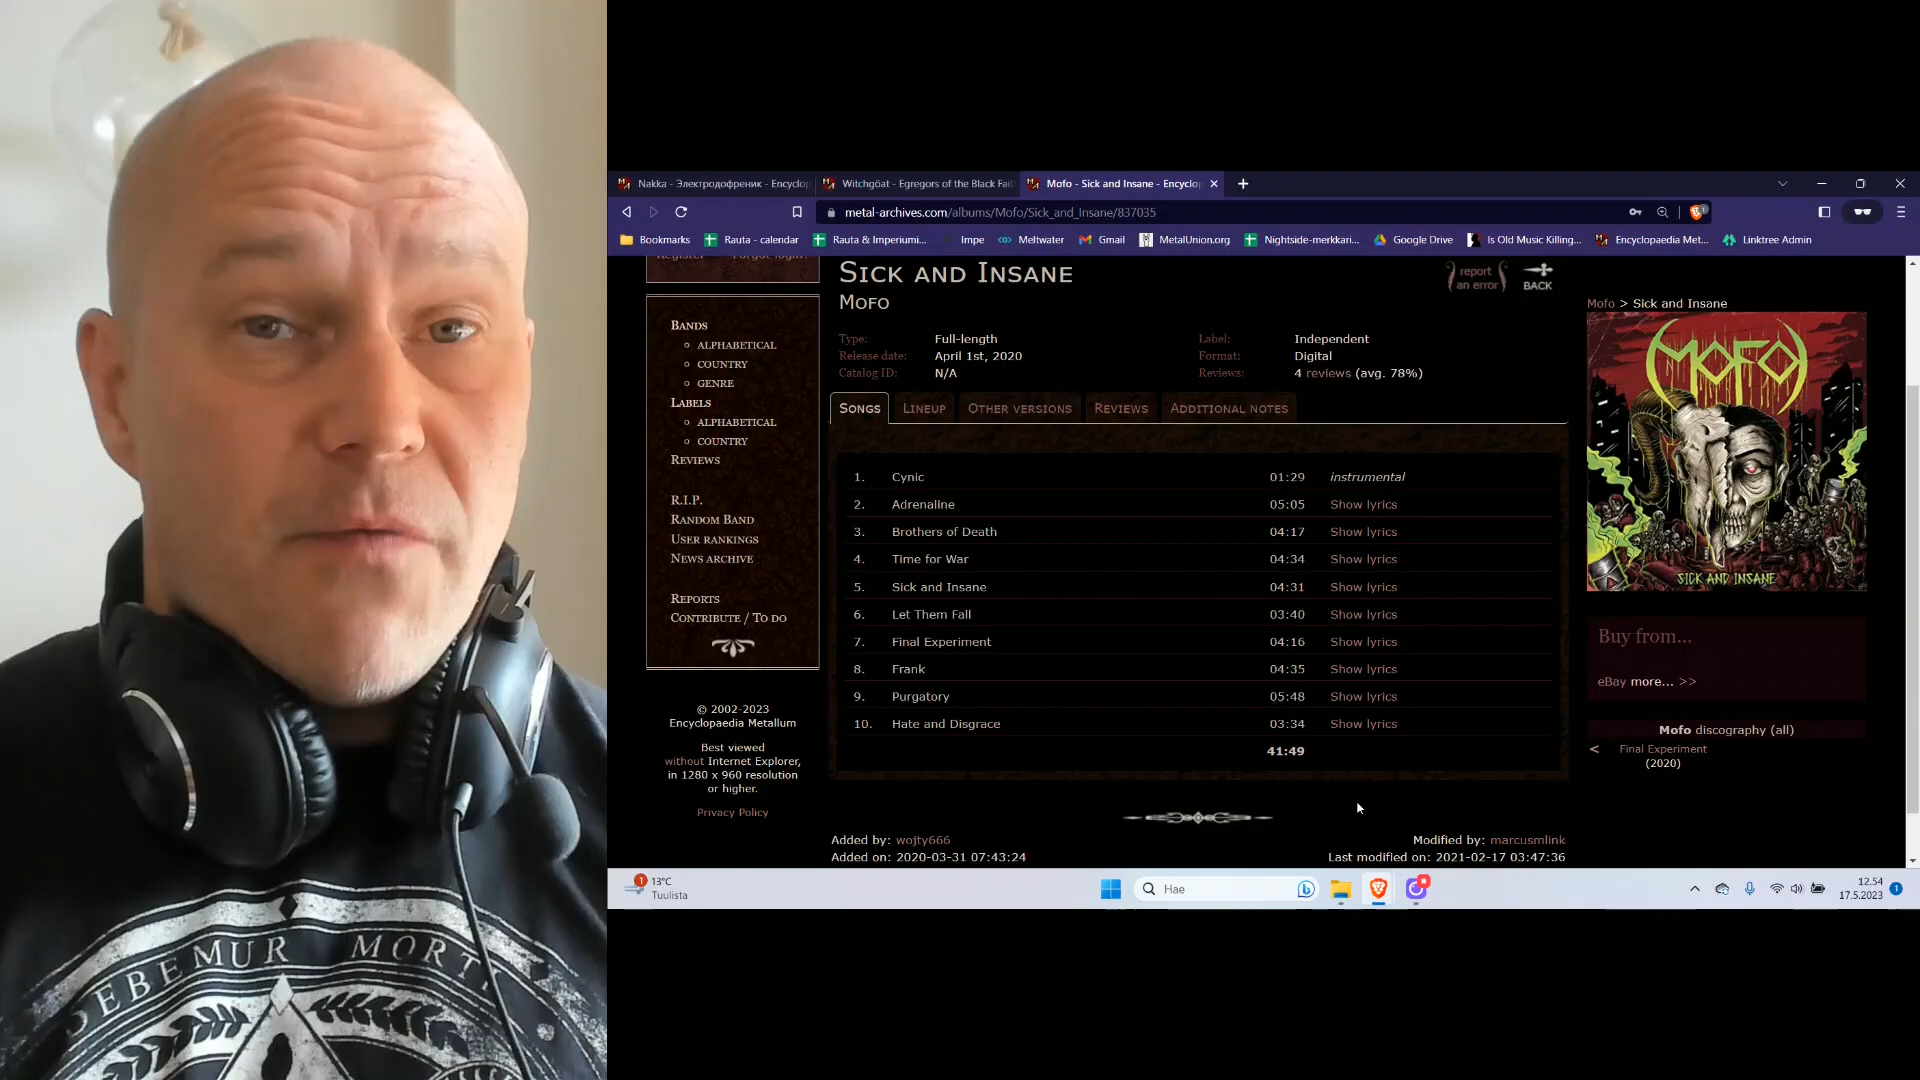 Nakka - Электродофреник - Encyclop
Witchgöat - Egregors of the Black Fait
Mofo - Sick and Insane - Encyclo
metal-archives.com/albums/Mofo/Sick_and_Insane/837035
Bookmarks
Rauta - calendar
Rauta & Imperiumi...
Impe
Meltwater
Gmail
MetalUnion.org
Nightside-merkkari...
Google Drive
Is Old Music Killing...
Encyclopaedia Met...
Linktree Admin
Register Forgot login?
Sick and Insane
Mofo
report
an error
BACK
Mofo > Sick and Insane
Type: Full-length
Release date: April 1st, 2020
Catalog ID: N/A
Label: Independent
Format: Digital
Reviews: 4 reviews (avg. 78%)
Bands
Alphabetical
Country
Genre
Labels
Alphabetical
Country
Reviews
R.I.P.
Random Band
User rankings
News archive
Reports
Contribute / To do
© 2002-2023
Encyclopaedia Metallum
Best viewed
without Internet Explorer,
in 1280 x 960 resolution
or higher.
Privacy Policy
Songs
Lineup
Other versions
Reviews
Additional notes
1. Cynic 01:29 instrumental
2. Adrenaline 05:05 Show lyrics
3. Brothers of Death 04:17 Show lyrics
4. Time for War 04:34 Show lyrics
5. Sick and Insane 04:31 Show lyrics
6. Let Them Fall 03:40 Show lyrics
7. Final Experiment 04:16 Show lyrics
8. Frank 04:35 Show lyrics
9. Purgatory 05:48 Show lyrics
10. Hate and Disgrace 03:34 Show lyrics
41:49
MOFO
SICK AND INSANE
Buy from...
eBay more... >>
Mofo discography (all)
< Final Experiment
(2020)
Added by: wojty666
Added on: 2020-03-31 07:43:24
Modified by: marcusmlink
Last modified on: 2021-02-17 03:47:36
1
13°C
Tuulista
Hae
12.54
17.5.2023
1
DEBEMUR MORTI